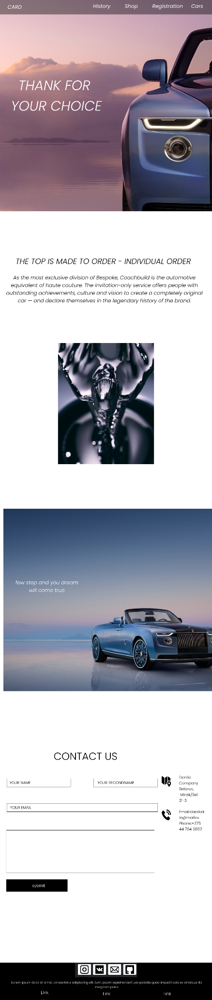 CARD
History Shop Registration Cars
THANK FOR
YOUR CHOICE
THE TOP IS MADE TO ORDER - INDIVIDUAL ORDER
As the most exclusive division of Bespoke, Coachbuild is the automotive
equivalent of haute couture. The invitation-only service offers people with
outstanding achievements, culture and vision to create a completely original
car — and declare themselves in the legendary history of the brand.
few step and you dream
will come true
CONTACT US
YOUR NAME
YOUR SECONDNAME
YOUR EMAIL
sybmit
Danila
Company
Belarus,
Minsk/Bel
21-3
Email:danila.k
la@mail.ru
Phone:+375
44 764 0852
Lorem ipsum dolor sit amet, consectetur adipisicing elit. Eum, ipsam reprehenderit perspiciatis quasi impedit odio ex similique illo
magnam porro.
Link
Link
Link